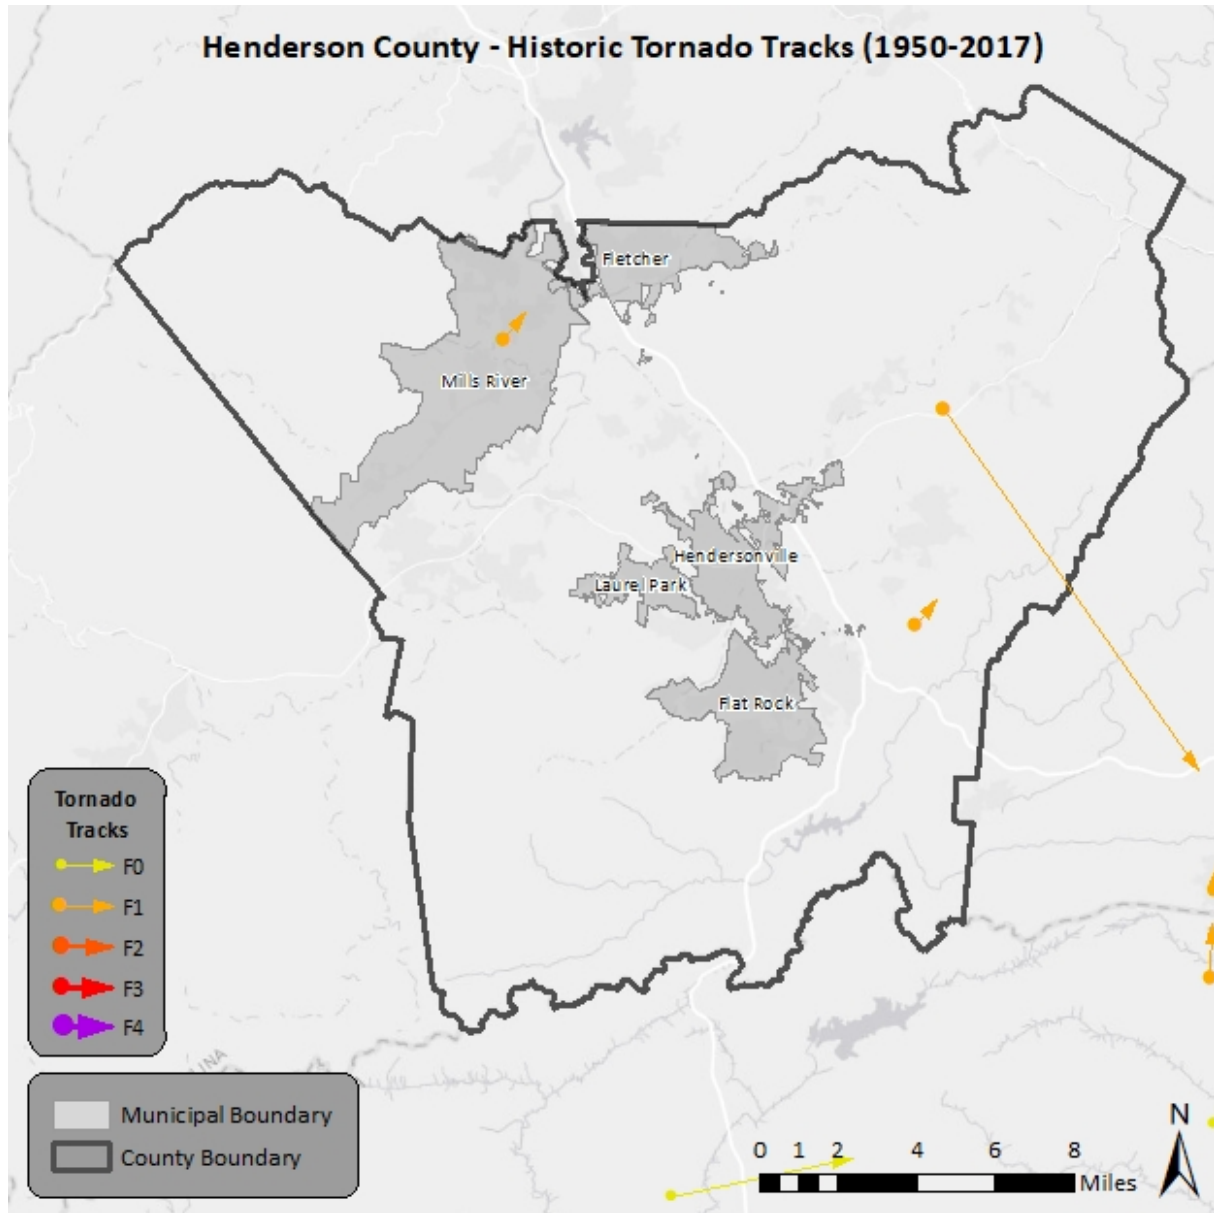 Henderson County - Historic Tornado Tracks (1950-2017)
Fletcher
Mills River
Hendersonville
Laurel Park
Flat Rock
Tornado
Tracks
F0
F1
F2
F3
F4
Municipal Boundary
County Boundary
0 1 2 4 6 8
Miles
N